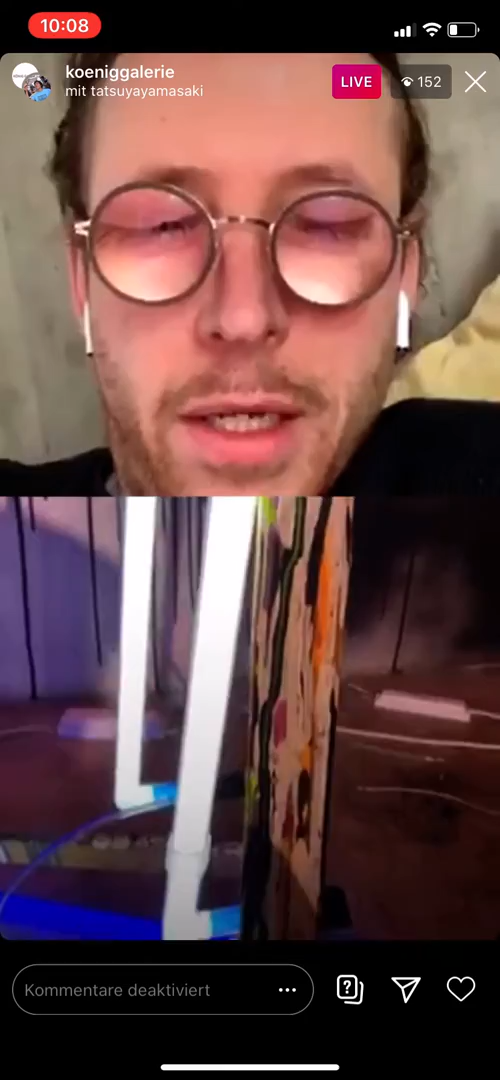 10:08
koeniggalerie
mit tatsuyayamasaki
LIVE
152
Kommentare deaktiviert